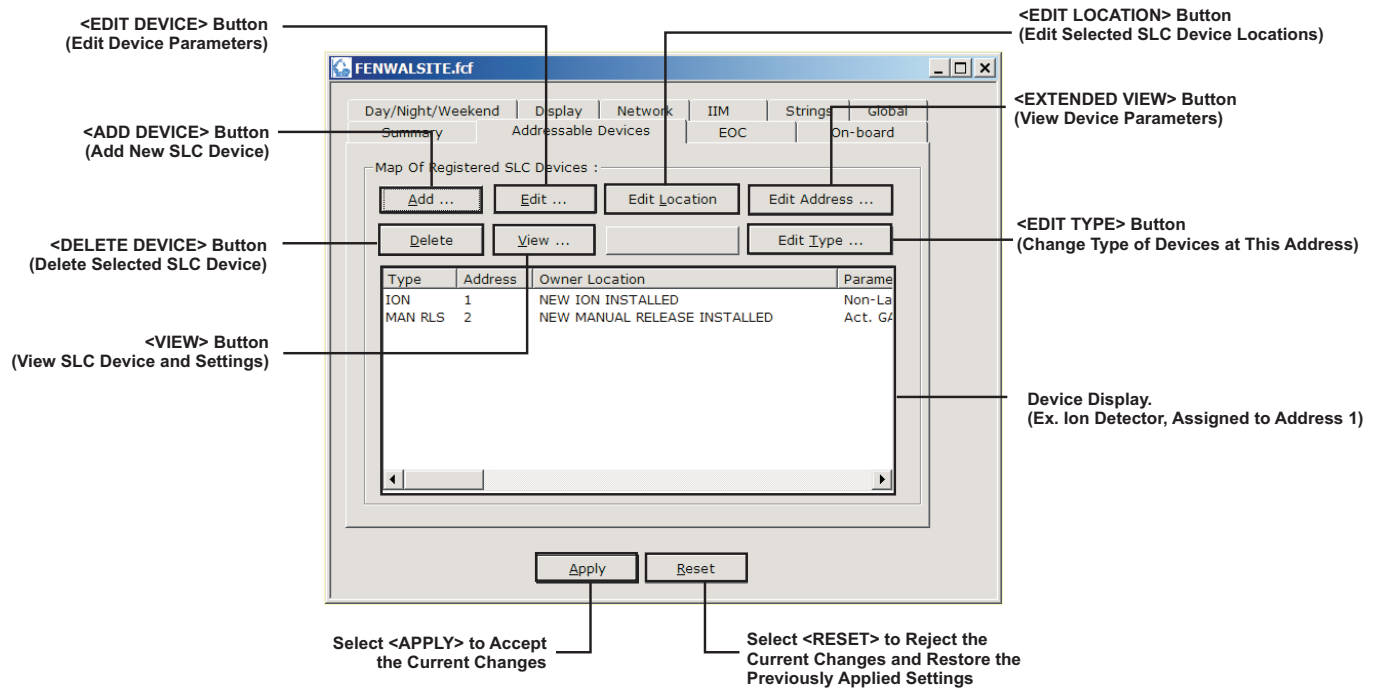 <EDIT DEVICE> Button
(Edit Device Parameters)
<EDIT LOCATION> Button
(Edit Selected SLC Device Locations)
FENWALSITE.fcf
<EXTENDED VIEW> Button
(View Device Parameters)
Day/Night/Weekend Display Network IIM Strings Global
Summary Addressable Devices EOC On-board
<ADD DEVICE> Button
(Add New SLC Device)
Map Of Registered SLC Devices :
Add ... Edit ... Edit Location Edit Address ...
<EDIT TYPE> Button
(Change Type of Devices at This Address)
<DELETE DEVICE> Button
(Delete Selected SLC Device)
Delete View ... Edit Type ...
Type Address Owner Location Parame
ION 1 NEW ION INSTALLED Non-La
MAN RLS 2 NEW MANUAL RELEASE INSTALLED Act. GA
<VIEW> Button
(View SLC Device and Settings)
Device Display.
(Ex. Ion Detector, Assigned to Address 1)
Apply Reset
Select <APPLY> to Accept
the Current Changes
Select <RESET> to Reject the
Current Changes and Restore the
Previously Applied Settings